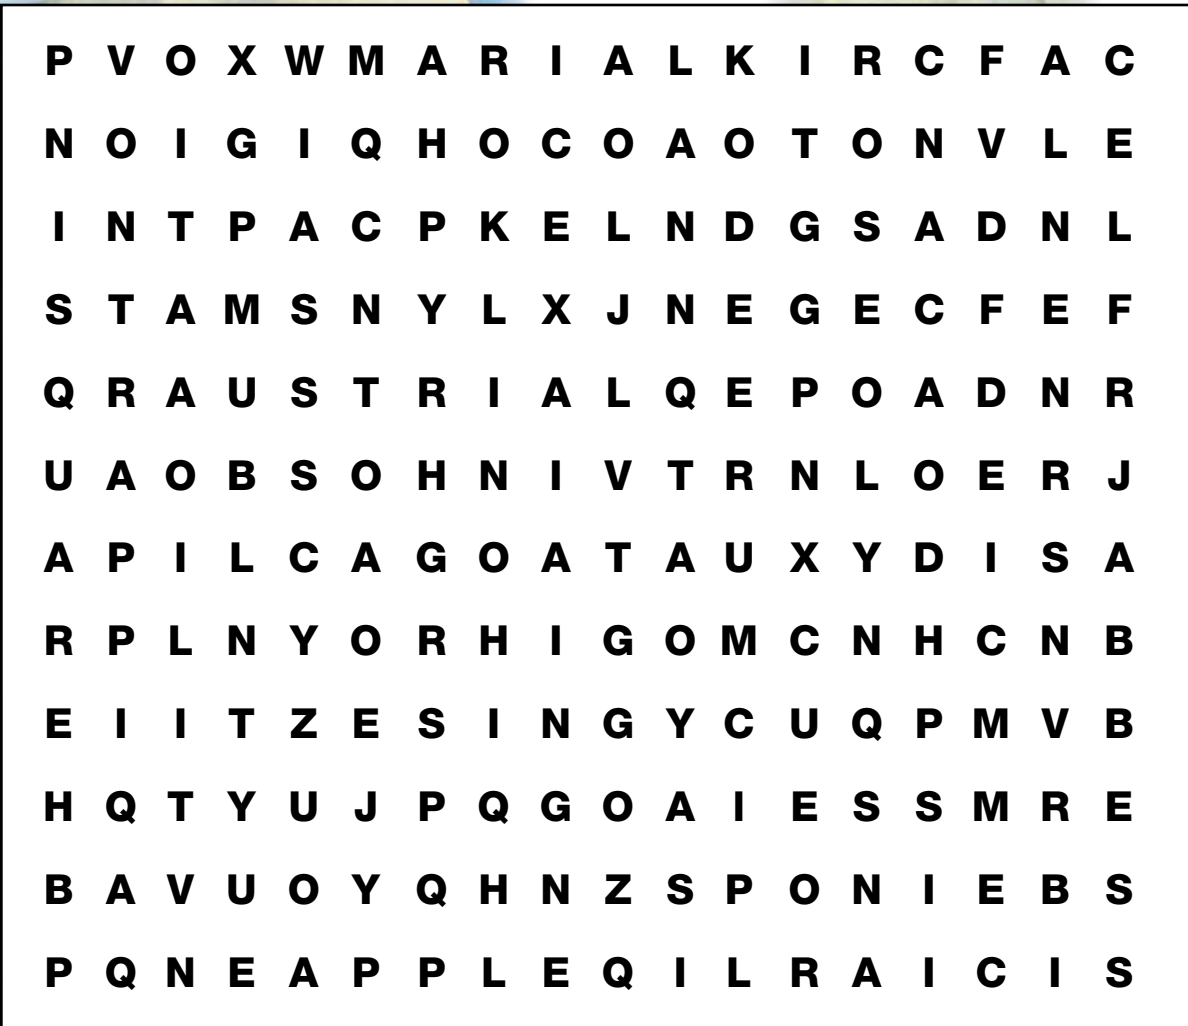 P V O X W M A R I A L K I R C F A C
N O I G I Q H O C O A O T O N V L E
I N T P A C P K E L N D G S A D N L
S T A M S N Y L X J N E G E C F E F
Q R A U S T R I A L Q E P O A D N R
U A O B S O H N I V T R N L O E R J
A P I L C A G O A T A U X Y D I S A
R P L N Y O R H I G O M C N H C N B
E I I T Z E S I N G Y C U Q P M V B
H Q T Y U J P Q G O A I E S S M R E
B A V U O Y Q H N Z S P O N I E B S
P Q N E A P P L E Q I L R A I C I S